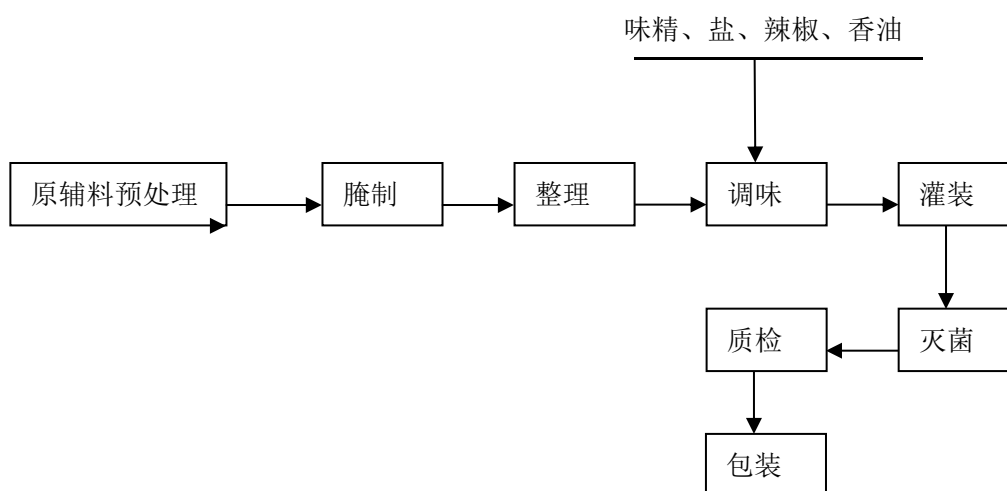 味精、盐、辣椒、香油
原辅料预处理
腌制
整理
调味
灌装
质检
灭菌
包装